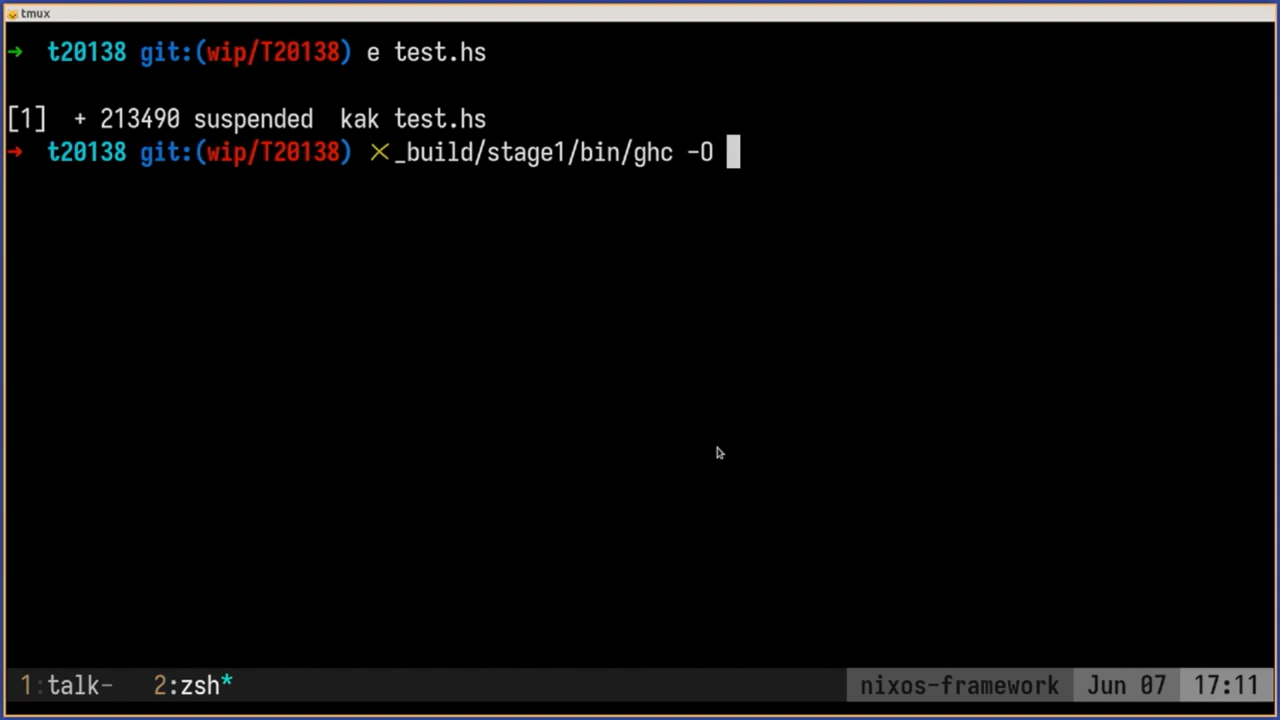 tmux
→ t20138 git:(wip/T20138) e test.hs
[1]  + 213490 suspended  kak test.hs
→ t20138 git:(wip/T20138) ✕ _build/stage1/bin/ghc -O
1:talk-  2:zsh*  nixos-framework  Jun 07  17:11